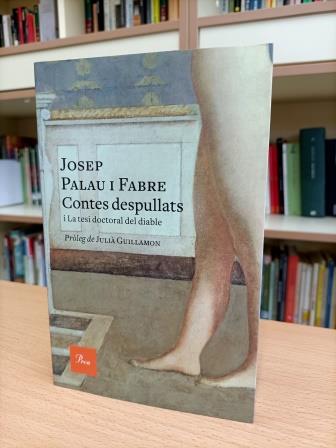 JOSEP
PALAU I FABRE
Contes despullats
i La tesi doctoral del diable
Pròleg de JULIÀ GUILLAMON
Proa